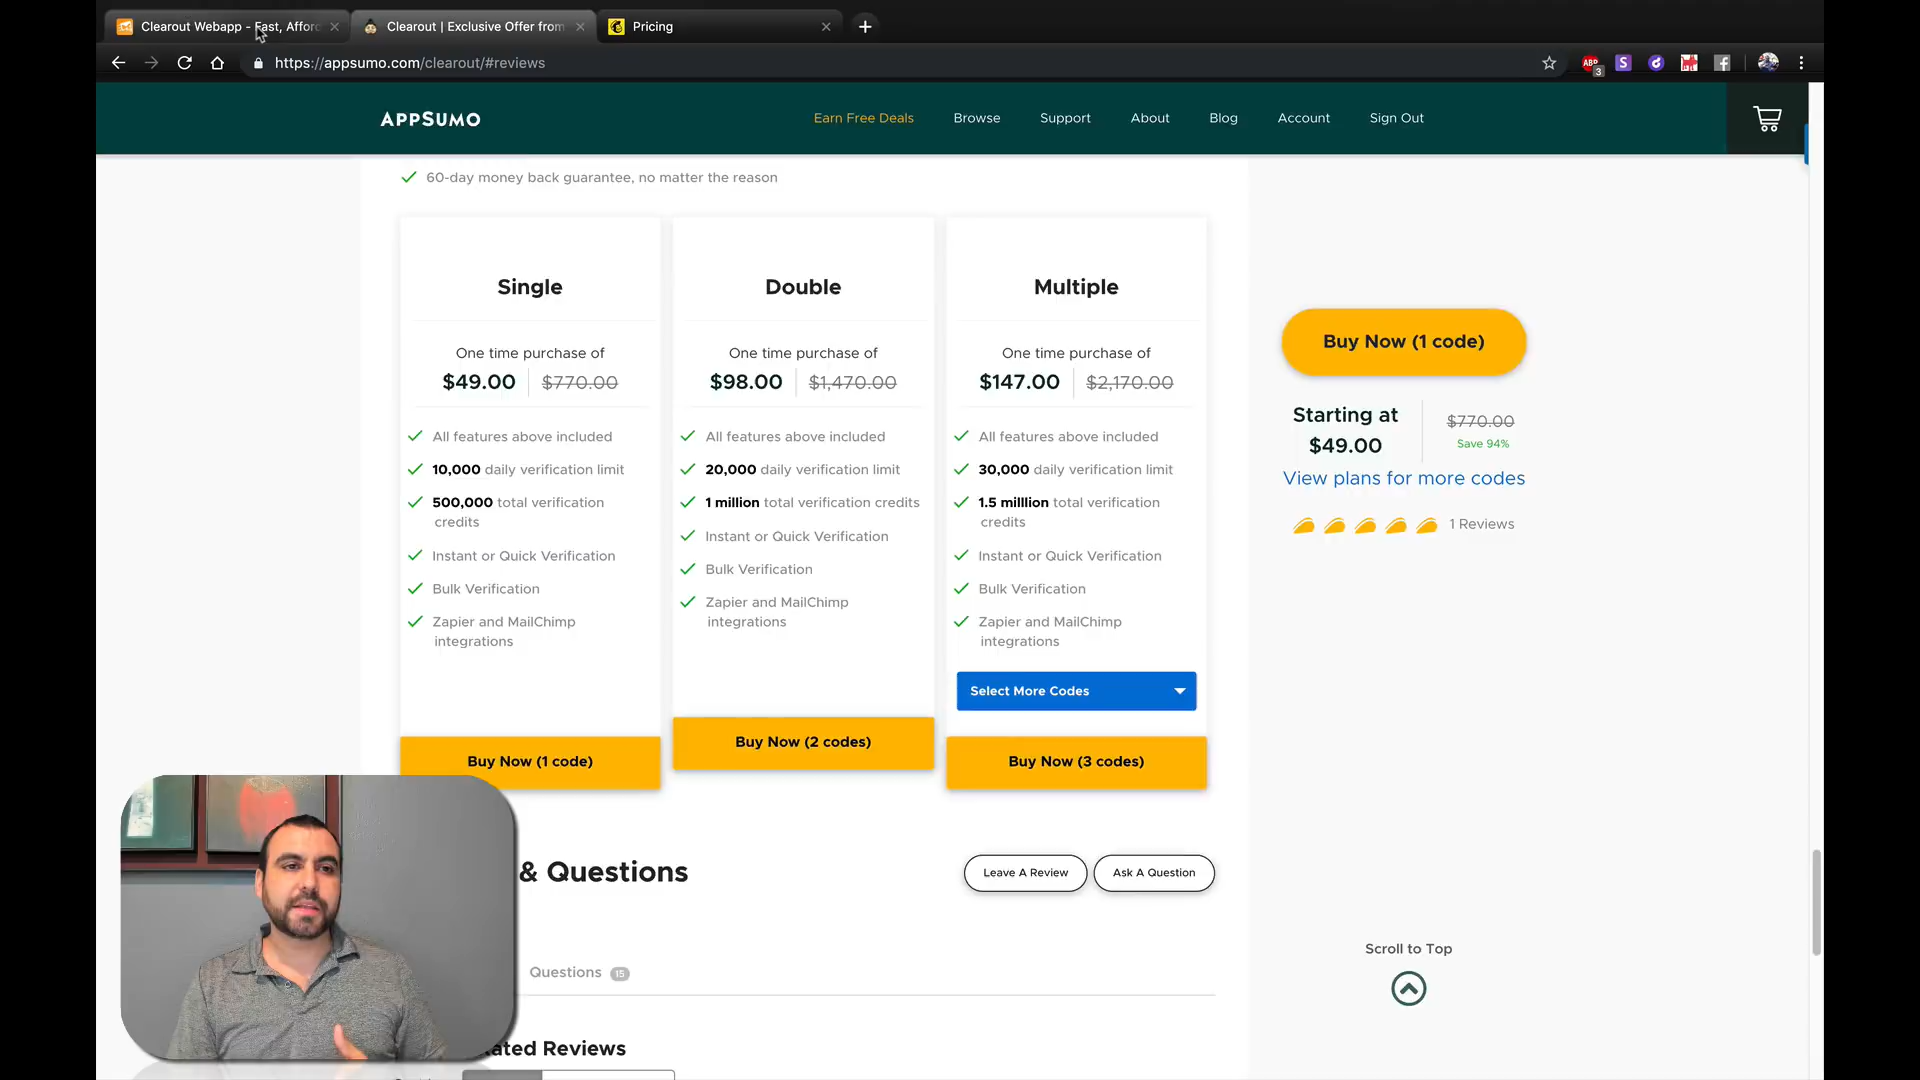 Clearout Webapp - Fast, Afford
Clearout | Exclusive Offer from
Pricing
https://appsumo.com/clearout/#reviews
ABP
3
S
APPSUMO
Earn Free Deals
Browse
Support
About
Blog
Account
Sign Out
60-day money back guarantee, no matter the reason
Single
One time purchase of
$49.00 $770.00
All features above included
10,000 daily verification limit
500,000 total verification
credits
Instant or Quick Verification
Bulk Verification
Zapier and MailChimp
integrations
Buy Now (1 code)
Double
One time purchase of
$98.00 $1,470.00
All features above included
20,000 daily verification limit
1 million total verification credits
Instant or Quick Verification
Bulk Verification
Zapier and MailChimp
integrations
Buy Now (2 codes)
Multiple
One time purchase of
$147.00 $2,170.00
All features above included
30,000 daily verification limit
1.5 milllion total verification
credits
Instant or Quick Verification
Bulk Verification
Zapier and MailChimp
integrations
Select More Codes
Buy Now (3 codes)
Buy Now (1 code)
Starting at
$49.00
$770.00
Save 94%
View plans for more codes
1 Reviews
& Questions
Leave A Review
Ask A Question
Questions 15
Scroll to Top
ated Reviews